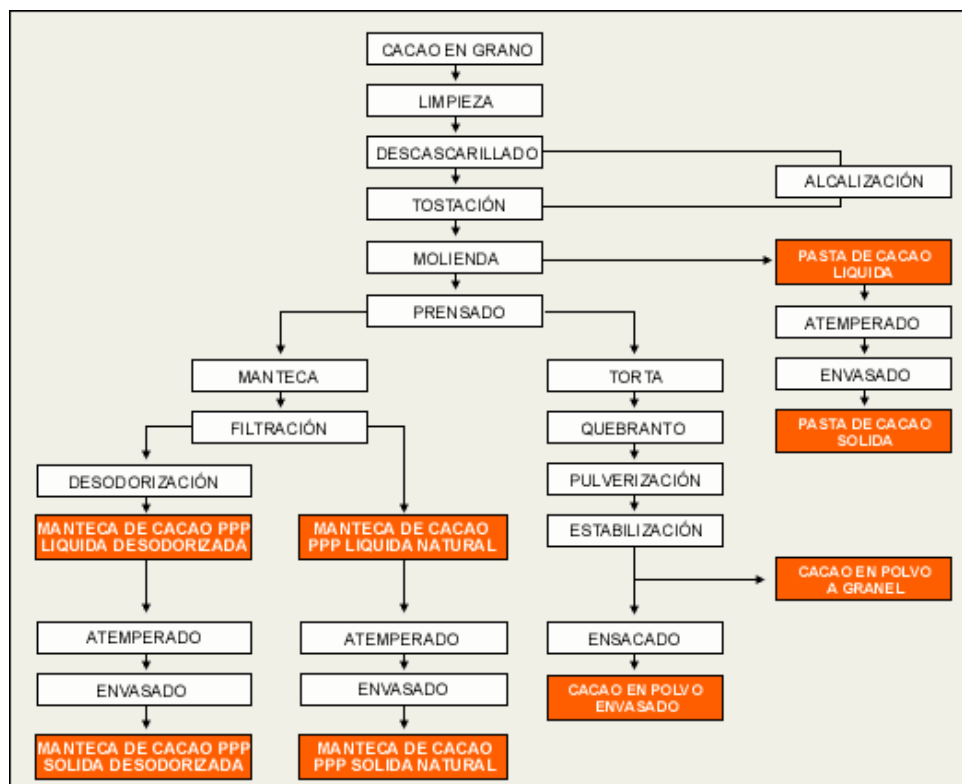 CACAO EN GRANO
LIMPIEZA
DESCASCARILLADO
ALCALIZACIÓN
TOSTACIÓN
MOLIENDA
PASTA DE CACAO
LIQUIDA
PRENSADO
ATEMPERADO
MANTECA
TORTA
ENVASADO
FILTRACIÓN
QUEBRANTO
PASTA DE CACAO
SOLIDA
DESODORIZACIÓN
PULVERIZACIÓN
MANTECA DE CACAO PPP
LIQUIDA DESODORIZADA
MANTECA DE CACAO
PPP LIQUIDA NATURAL
ESTABILIZACIÓN
CACAO EN POLVO
A GRANEL
ATEMPERADO
ATEMPERADO
ENSACADO
ENVASADO
ENVASADO
CACAO EN POLVO
ENVASADO
MANTECA DE CACAO PPP
SOLIDA DESODORIZADA
MANTECA DE CACAO
PPP SOLIDA NATURAL